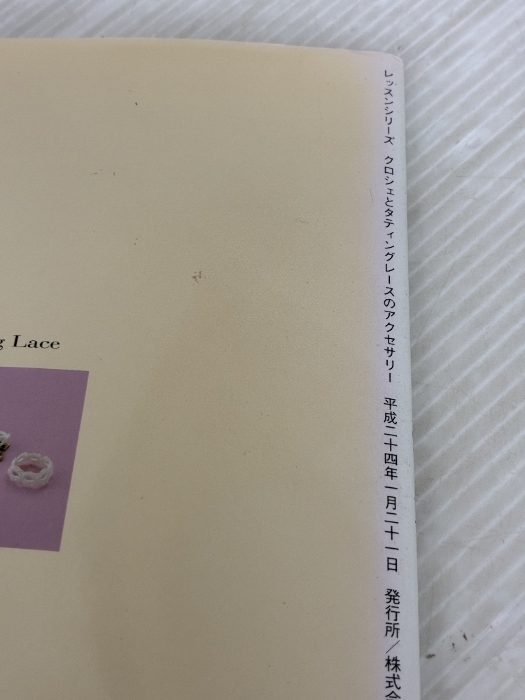 レッスンシリーズ　クロシェとタティングレースのアクセサリー　平成二十四年一月二十一日　発行所／株式会
g Lace